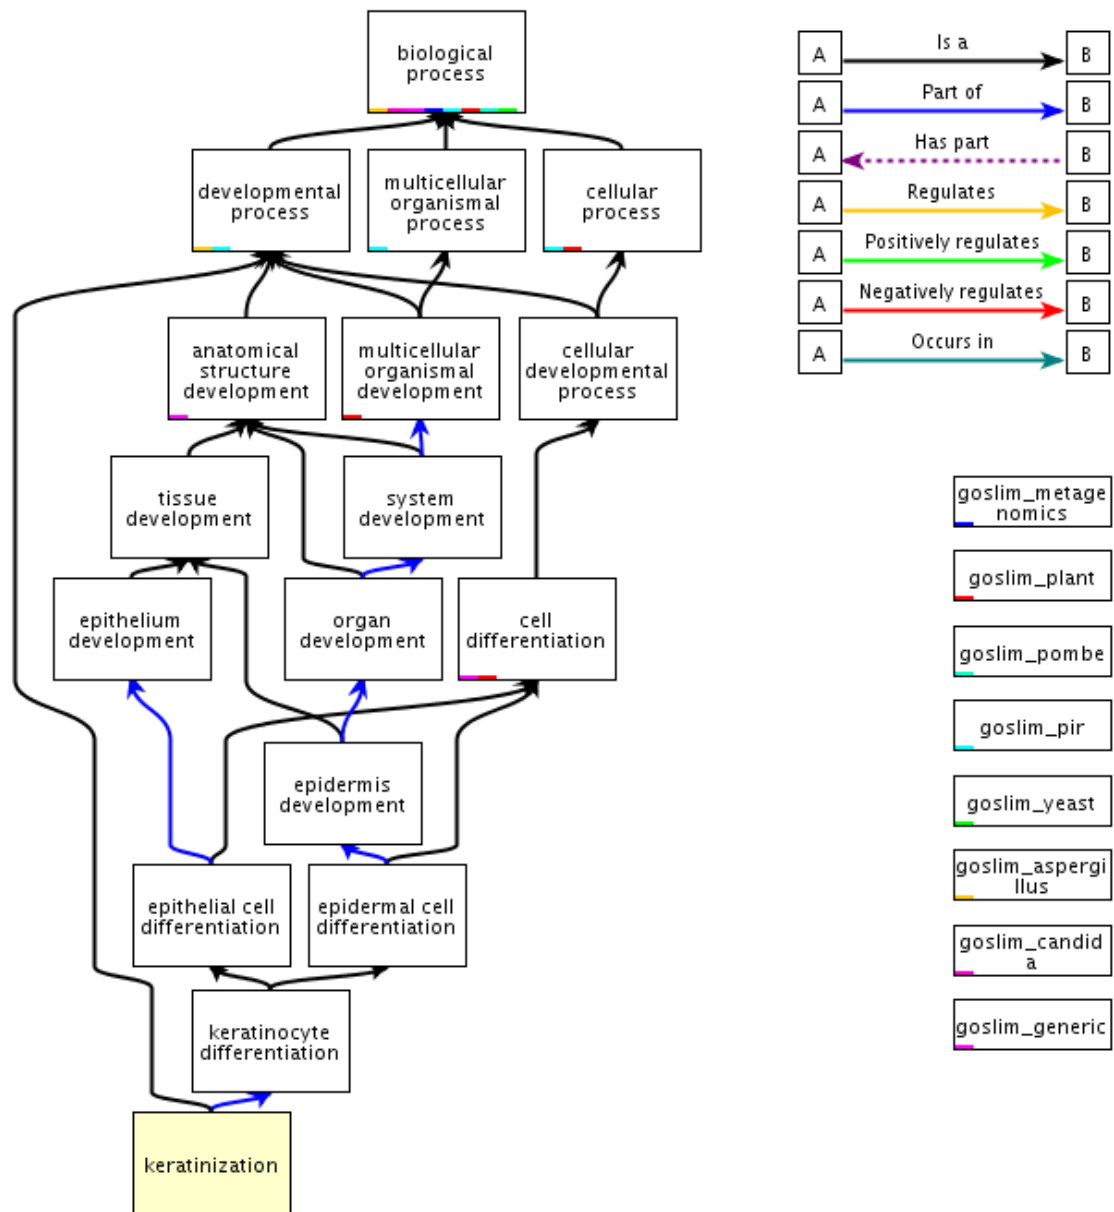 biological
process
developmental
process
multicellular
organismal
process
cellular
process
anatomical
structure
development
multicellular
organismal
development
cellular
developmental
process
tissue
development
system
development
epithelium
development
organ
development
cell
differentiation
epidermis
development
epithelial cell
differentiation
epidermal cell
differentiation
keratinocyte
differentiation
keratinization
A Is a B
A Part of B
A Has part B
A Regulates B
A Positively regulates B
A Negatively regulates B
A Occurs in B
goslim_metage
nomics
goslim_plant
goslim_pombe
goslim_pir
goslim_yeast
goslim_aspergi
llus
goslim_candid
a
goslim_generic